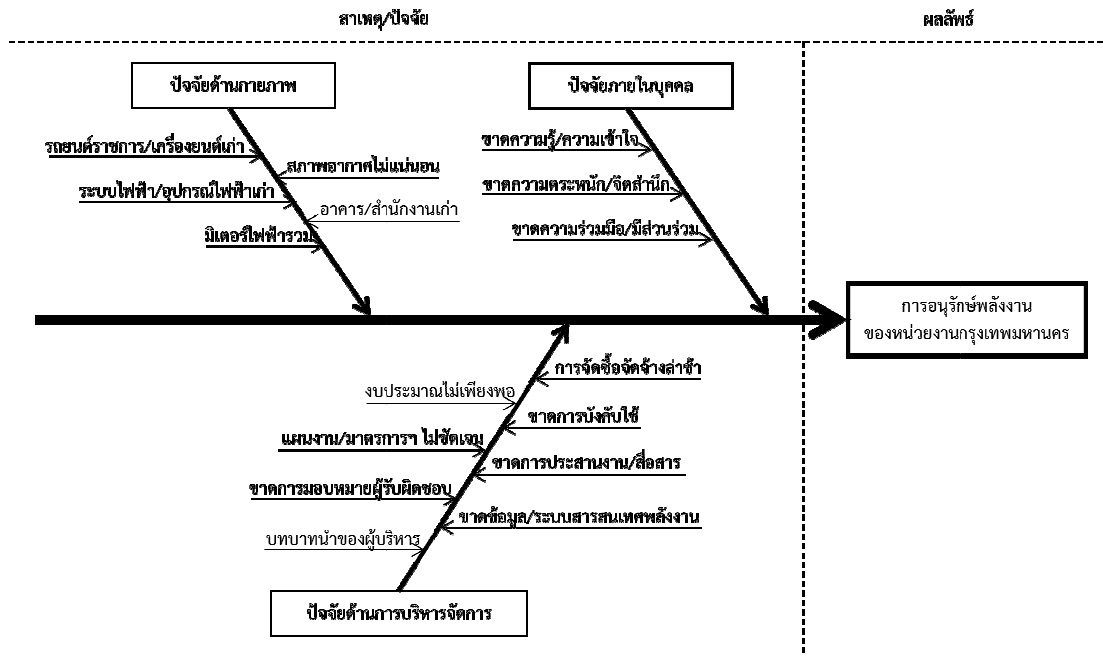 สาเหตุ/ปัจจัย
ผลลัพธ์
ปัจจัยด้านกายภาพ
ปัจจัยภายในบุคคล
รถยนต์ราชการ/เครื่องยนต์เก่า
สภาพอากาศไม่แน่นอน
ระบบไฟฟ้า/อุปกรณ์ไฟฟ้าเก่า
อาคาร/สำนักงานเก่า
มิเตอร์ไฟฟ้ารวม
ขาดความรู้/ความเข้าใจ
ขาดความตระหนัก/จิตสำนึก
ขาดความร่วมมือ/มีส่วนร่วม
การอนุรักษ์พลังงาน
ของหน่วยงานกรุงเทพมหานคร
การจัดซื้อจัดจ้างล่าช้า
งบประมาณไม่เพียงพอ
ขาดการบังคับใช้
แผนงาน/มาตรการฯ ไม่ชัดเจน
ขาดการประสานงาน/สื่อสาร
ขาดการมอบหมายผู้รับผิดชอบ
ขาดข้อมูล/ระบบสารสนเทศพลังงาน
บทบาทนำของผู้บริหาร
ปัจจัยด้านการบริหารจัดการ